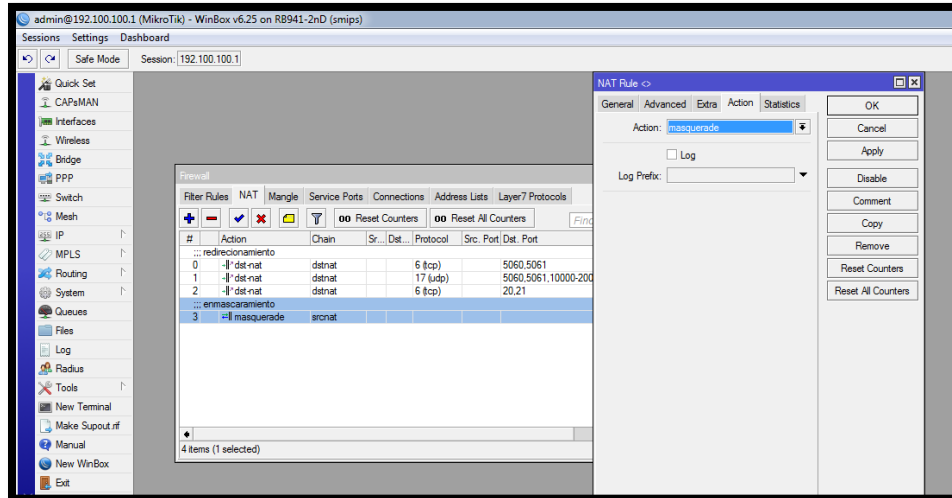 admin@192.100.100.1 (MikroTik) - WinBox v6.25 on RB941-2nD (smips)
Sessions Settings Dashboard
Safe Mode Session: 192.100.100.1
Quick Set
CAPsMAN
Interfaces
Wireless
Bridge
PPP
Switch
Mesh
IP
MPLS
Routing
System
Queues
Files
Log
Radius
Tools
New Terminal
Make Supout.rif
Manual
New WinBox
Exit
Firewall
Filter Rules NAT Mangle Service Ports Connections Address Lists Layer7 Protocols
00 Reset Counters 00 Reset All Counters Find
# Action Chain Sr... Dst... Protocol Src. Port Dst. Port
;;; redirecionamiento
0 dst-nat dstnat 6 (tcp) 5060,5061
1 dst-nat dstnat 17 (udp) 5060,5061,10000-200
2 dst-nat dstnat 6 (tcp) 20,21
;;; enmascaramiento
3 masquerade srcnat
4 items (1 selected)
NAT Rule <>
General Advanced Extra Action Statistics
Action: masquerade
Log
Log Prefix:
OK
Cancel
Apply
Disable
Comment
Copy
Remove
Reset Counters
Reset All Counters